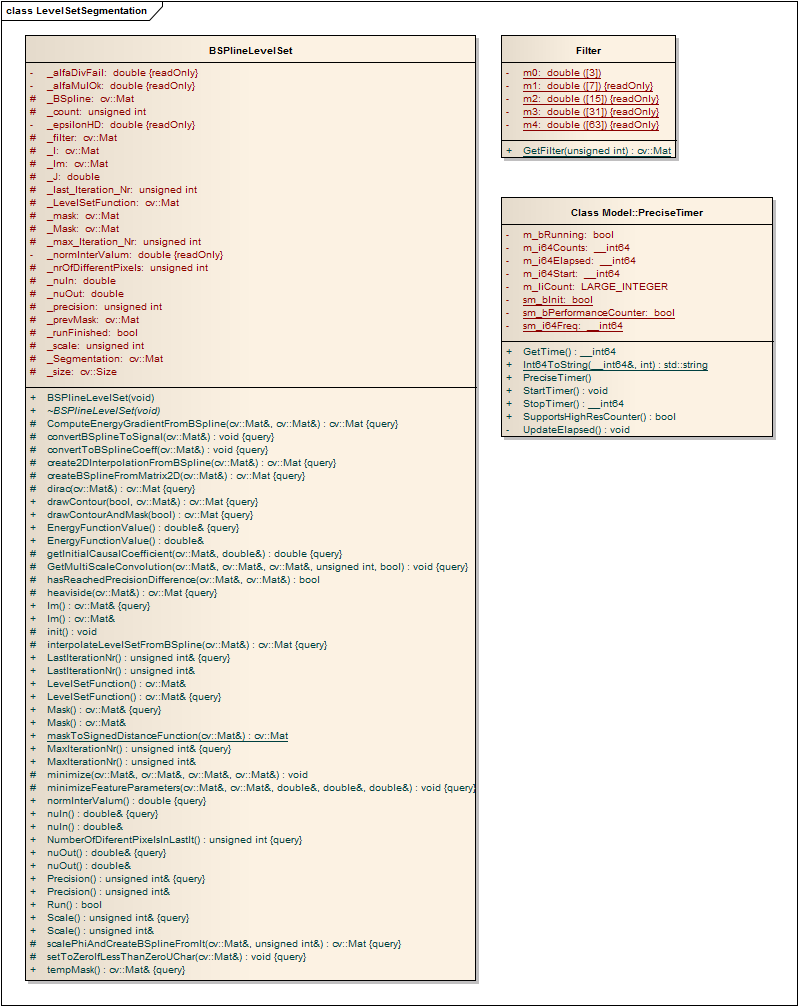 class LevelSetSegmentation
BSPlineLevelSet
- _alfaDivFail: double {readOnly}
- _alfaMulOk: double {readOnly}
# _BSpline: cv::Mat
# _count: unsigned int
- _epsilonHD: double {readOnly}
# _filter: cv::Mat
# _I: cv::Mat
# _Im: cv::Mat
# _J: double
# _last_Iteration_Nr: unsigned int
# _LevelSetFunction: cv::Mat
# _mask: cv::Mat
# _Mask: cv::Mat
# _max_Iteration_Nr: unsigned int
- _normInterValum: double {readOnly}
# _nrOfDifferentPixels: unsigned int
# _nuIn: double
# _nuOut: double
# _precision: unsigned int
# _prevMask: cv::Mat
# _runFinished: bool
# _scale: unsigned int
# _Segmentation: cv::Mat
# _size: cv::Size
+ BSPlineLevelSet(void)
+ ~BSPlineLevelSet(void)
# ComputeEnergyGradientFromBSpline(cv::Mat&, cv::Mat&) : cv::Mat {query}
# convertBSplineToSignal(cv::Mat&) : void {query}
# convertToBSplineCoeff(cv::Mat&) : void {query}
# create2DInterpolationFromBSpline(cv::Mat&) : cv::Mat {query}
# createBSplineFromMatrix2D(cv::Mat&) : cv::Mat {query}
# dirac(cv::Mat&) : cv::Mat {query}
+ drawContour(bool, cv::Mat&) : cv::Mat {query}
+ drawContourAndMask(bool) : cv::Mat {query}
+ EnergyFunctionValue() : double& {query}
+ EnergyFunctionValue() : double&
# getInitialCausalCoefficient(cv::Mat&, double&) : double {query}
# GetMultiScaleConvolution(cv::Mat&, cv::Mat&, cv::Mat&, unsigned int, bool) : void {query}
# hasReachedPrecisionDifference(cv::Mat&, cv::Mat&) : bool
# heaviside(cv::Mat&) : cv::Mat {query}
+ Im() : cv::Mat& {query}
+ Im() : cv::Mat&
# init() : void
# interpolateLevelSetFromBSpline(cv::Mat&) : cv::Mat {query}
+ LastIterationNr() : unsigned int& {query}
+ LastIterationNr() : unsigned int&
+ LevelSetFunction() : cv::Mat&
+ LevelSetFunction() : cv::Mat& {query}
+ Mask() : cv::Mat& {query}
+ Mask() : cv::Mat&
+ maskToSignedDistanceFunction(cv::Mat&) : cv::Mat
+ MaxIterationNr() : unsigned int& {query}
+ MaxIterationNr() : unsigned int&
# minimize(cv::Mat&, cv::Mat&, cv::Mat&, cv::Mat&) : void
# minimizeFeatureParameters(cv::Mat&, cv::Mat&, double&, double&, double&) : void {query}
+ normInterValum() : double {query}
+ nuIn() : double& {query}
+ nuIn() : double&
+ NumberOfDiferentPixelsInLastIt() : unsigned int {query}
+ nuOut() : double& {query}
+ nuOut() : double&
+ Precision() : unsigned int& {query}
+ Precision() : unsigned int&
+ Run() : bool
+ Scale() : unsigned int& {query}
+ Scale() : unsigned int&
# scalePhiAndCreateBSplineFromIt(cv::Mat&, unsigned int&) : cv::Mat {query}
# setToZeroIfLessThanZeroUChar(cv::Mat&) : void {query}
+ tempMask() : cv::Mat& {query}
Filter
- m0: double ([3])
- m1: double ([7]) {readOnly}
- m2: double ([15]) {readOnly}
- m3: double ([31]) {readOnly}
- m4: double ([63]) {readOnly}
+ GetFilter(unsigned int) : cv::Mat
Class Model::PreciseTimer
- m_bRunning: bool
- m_i64Counts: __int64
- m_i64Elapsed: __int64
- m_i64Start: __int64
- m_liCount: LARGE_INTEGER
- sm_bInit: bool
- sm_bPerformanceCounter: bool
- sm_i64Freq: __int64
+ GetTime() : __int64
+ Int64ToString(__int64&, int) : std::string
+ PreciseTimer()
+ StartTimer() : void
+ StopTimer() : __int64
+ SupportsHighResCounter() : bool
- UpdateElapsed() : void